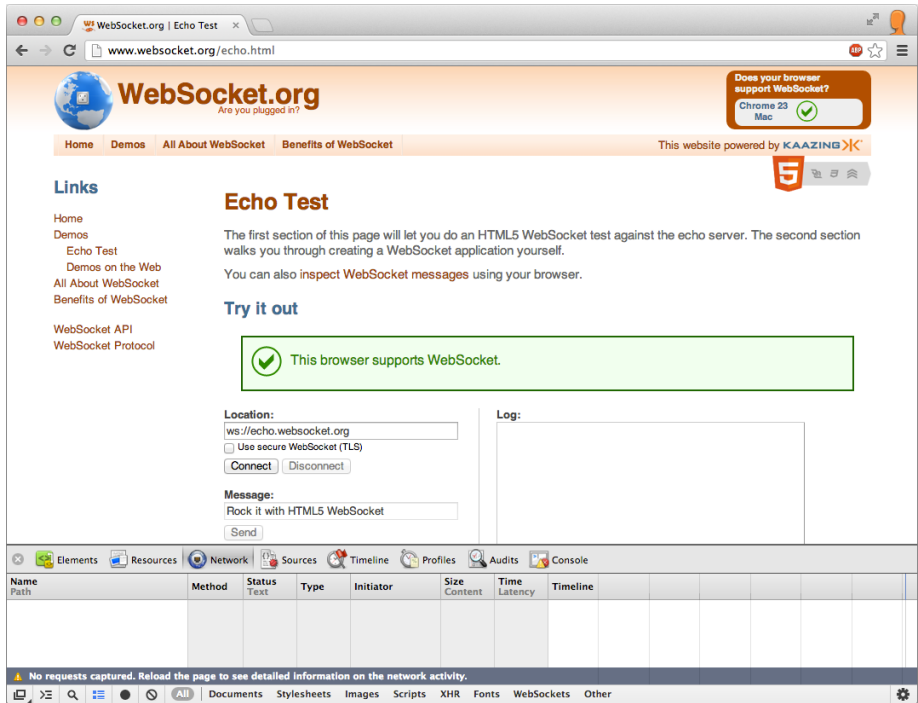 WebSocket.org | Echo Test
www.websocket.org/echo.html
ABP
WebSocket.org
Are you plugged in?
Does your browser
support WebSocket?
Chrome 23
Mac
Home Demos All About WebSocket Benefits of WebSocket
This website powered by KAAZING
5
Links
Home
Demos
Echo Test
Demos on the Web
All About WebSocket
Benefits of WebSocket
WebSocket API
WebSocket Protocol
Echo Test
The first section of this page will let you do an HTML5 WebSocket test against the echo server. The second section
walks you through creating a WebSocket application yourself.
You can also inspect WebSocket messages using your browser.
Try it out
This browser supports WebSocket.
Location:
ws://echo.websocket.org
Use secure WebSocket (TLS)
Connect Disconnect
Message:
Rock it with HTML5 WebSocket
Send
Log:
Elements Resources Network Sources Timeline Profiles Audits Console
Name Method Status Type Initiator Size Time Timeline
Path Text Content Latency
No requests captured. Reload the page to see detailed information on the network activity.
All Documents Stylesheets Images Scripts XHR Fonts WebSockets Other